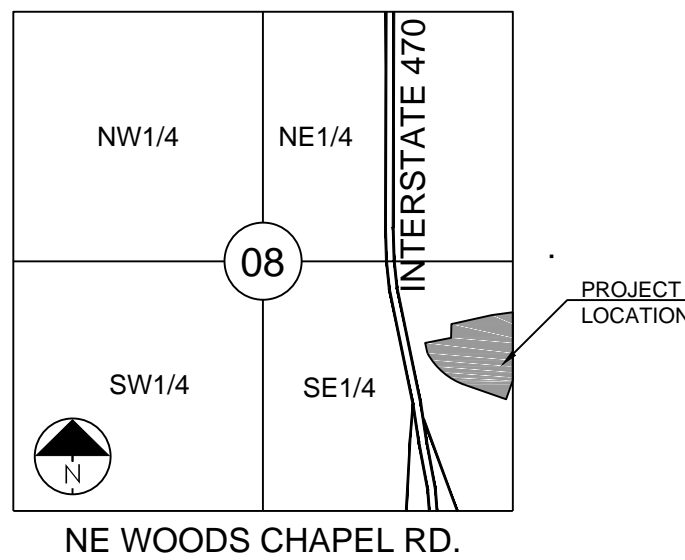 NW1/4
NE1/4
INTERSTATE 470
08
PROJECT
LOCATION
SW1/4
SE1/4
N
NE WOODS CHAPEL RD.